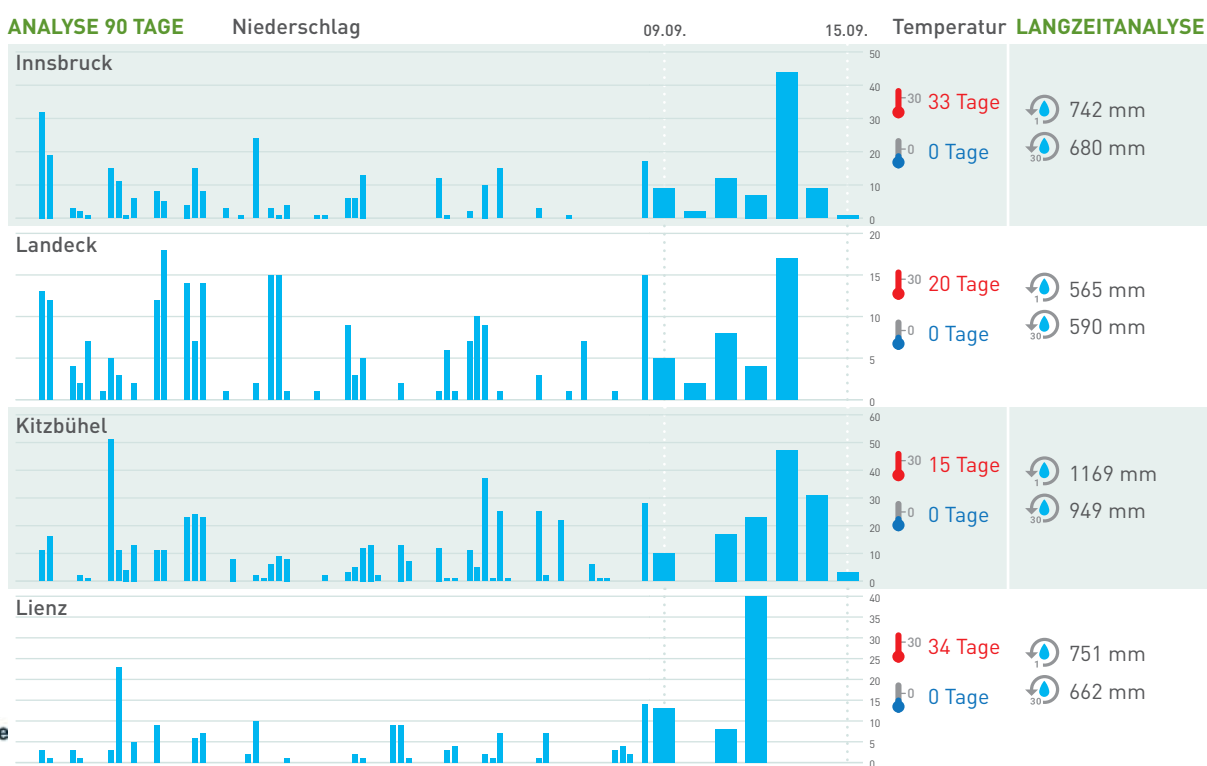 ANALYSE 90 TAGE Niederschlag 09.09. 15.09. Temperatur LANGZEITANALYSE
Innsbruck
50
40
30
20
10
0
30 33 Tage
0 0 Tage
1 742 mm
30 680 mm
Landeck
20
15
10
5
0
30 20 Tage
0 0 Tage
1 565 mm
30 590 mm
Kitzbühel
60
50
40
30
20
10
0
30 15 Tage
0 0 Tage
1 1169 mm
30 949 mm
Lienz
40
35
30
25
20
15
10
5
0
30 34 Tage
0 0 Tage
1 751 mm
30 662 mm
e